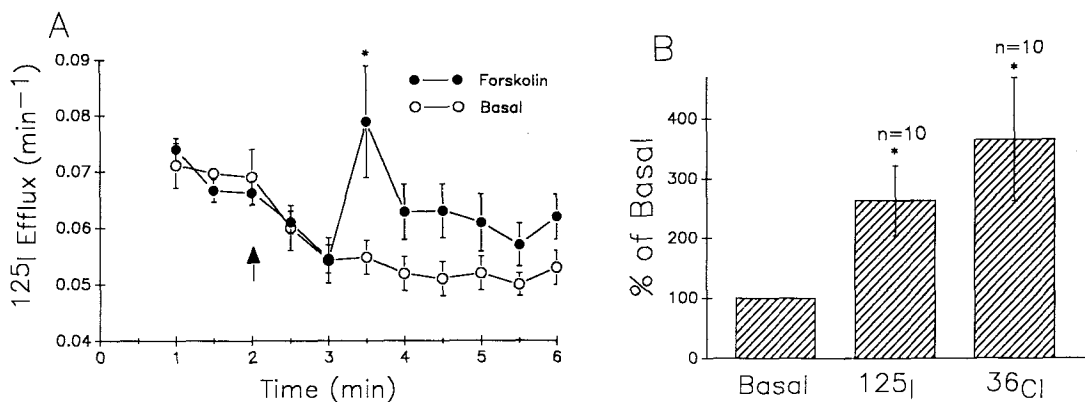 A
125I Efflux (min−1)
0.09
0.08
0.07
0.06
0.05
0.04
*
Forskolin
Basal
0
1
2
3
4
5
6
Time (min)
B
% of Basal
400
300
200
100
0
n=10
*
n=10
*
Basal
125I
36Cl